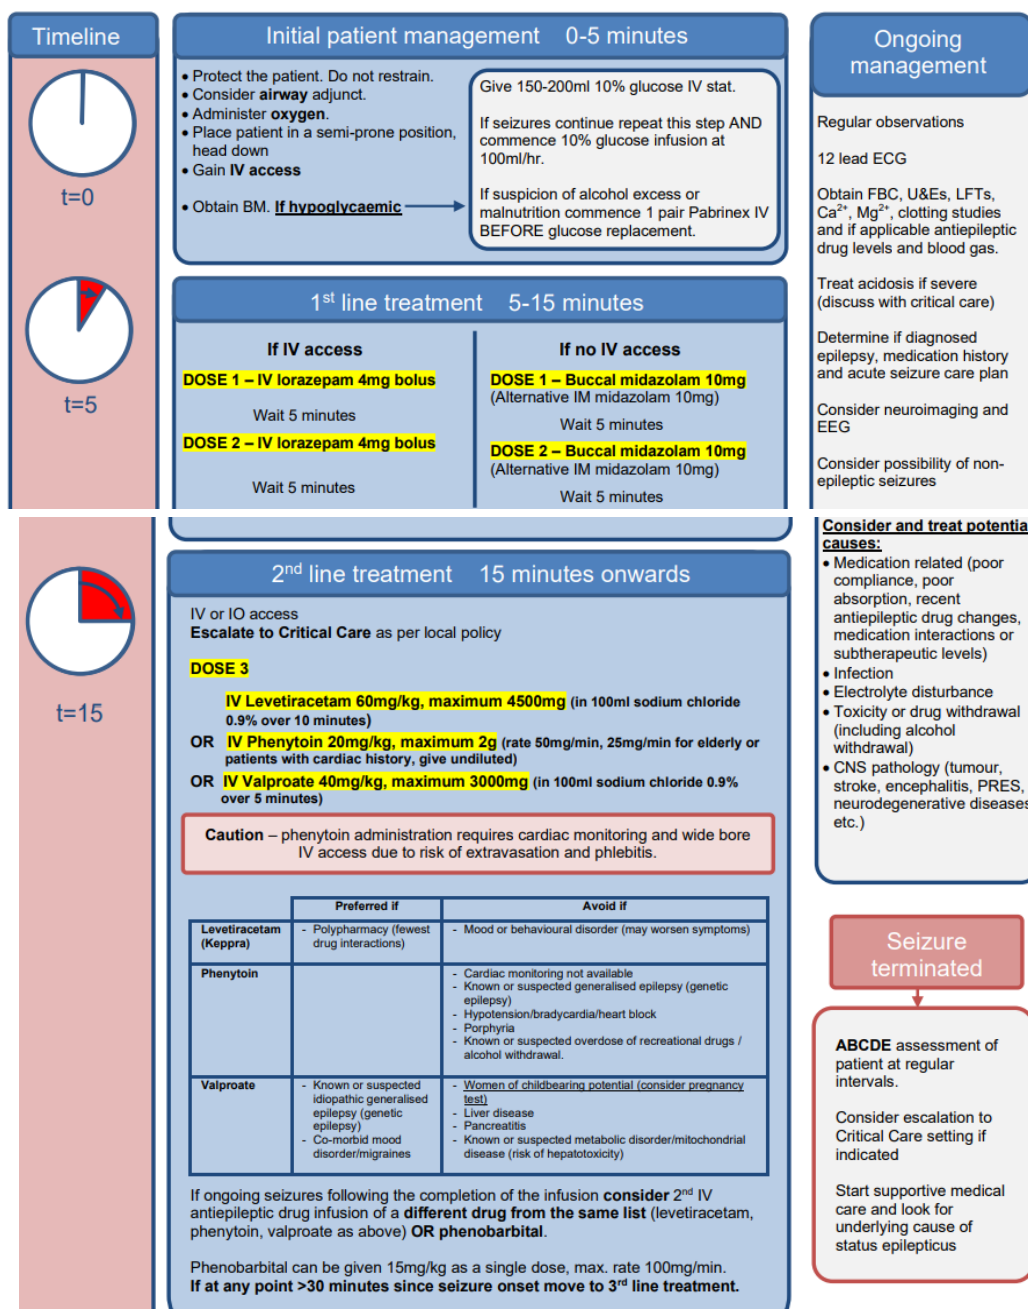 Timeline
t=0
t=5
Initial patient management 0-5 minutes
• Protect the patient. Do not restrain.
• Consider airway adjunct.
• Administer oxygen.
• Place patient in a semi-prone position,
head down
• Gain IV access
• Obtain BM. If hypoglycaemic
Give 150-200ml 10% glucose IV stat.
If seizures continue repeat this step AND
commence 10% glucose infusion at
100ml/hr.
If suspicion of alcohol excess or
malnutrition commence 1 pair Pabrinex IV
BEFORE glucose replacement.
1st line treatment 5-15 minutes
If IV access
DOSE 1 – IV lorazepam 4mg bolus
Wait 5 minutes
DOSE 2 – IV lorazepam 4mg bolus
Wait 5 minutes
If no IV access
DOSE 1 – Buccal midazolam 10mg
(Alternative IM midazolam 10mg)
Wait 5 minutes
DOSE 2 – Buccal midazolam 10mg
(Alternative IM midazolam 10mg)
Wait 5 minutes
Ongoing
management
Regular observations
12 lead ECG
Obtain FBC, U&Es, LFTs,
Ca²⁺, Mg²⁺, clotting studies
and if applicable antiepileptic
drug levels and blood gas.
Treat acidosis if severe
(discuss with critical care)
Determine if diagnosed
epilepsy, medication history
and acute seizure care plan
Consider neuroimaging and
EEG
Consider possibility of non-
epileptic seizures
t=15
2nd line treatment 15 minutes onwards
IV or IO access
Escalate to Critical Care as per local policy
DOSE 3
IV Levetiracetam 60mg/kg, maximum 4500mg (in 100ml sodium chloride
0.9% over 10 minutes)
OR IV Phenytoin 20mg/kg, maximum 2g (rate 50mg/min, 25mg/min for elderly or
patients with cardiac history, give undiluted)
OR IV Valproate 40mg/kg, maximum 3000mg (in 100ml sodium chloride 0.9%
over 5 minutes)
Caution – phenytoin administration requires cardiac monitoring and wide bore
IV access due to risk of extravasation and phlebitis.
Preferred if
Avoid if
Levetiracetam
(Keppra)
- Polypharmacy (fewest
drug interactions)
- Mood or behavioural disorder (may worsen symptoms)
Phenytoin
- Cardiac monitoring not available
- Known or suspected generalised epilepsy (genetic
epilepsy)
- Hypotension/bradycardia/heart block
- Porphyria
- Known or suspected overdose of recreational drugs /
alcohol withdrawal.
Valproate
- Known or suspected
idiopathic generalised
epilepsy (genetic
epilepsy)
- Co-morbid mood
disorder/migraines
- Women of childbearing potential (consider pregnancy
test)
- Liver disease
- Pancreatitis
- Known or suspected metabolic disorder/mitochondrial
disease (risk of hepatotoxicity)
If ongoing seizures following the completion of the infusion consider 2nd IV
antiepileptic drug infusion of a different drug from the same list (levetiracetam,
phenytoin, valproate as above) OR phenobarbital.
Phenobarbital can be given 15mg/kg as a single dose, max. rate 100mg/min.
If at any point >30 minutes since seizure onset move to 3rd line treatment.
Consider and treat potential
causes:
• Medication related (poor
compliance, poor
absorption, recent
antiepileptic drug changes,
medication interactions or
subtherapeutic levels)
• Infection
• Electrolyte disturbance
• Toxicity or drug withdrawal
(including alcohol
withdrawal)
• CNS pathology (tumour,
stroke, encephalitis, PRES,
neurodegenerative diseases
etc.)
Seizure
terminated
ABCDE assessment of
patient at regular
intervals.
Consider escalation to
Critical Care setting if
indicated
Start supportive medical
care and look for
underlying cause of
status epilepticus